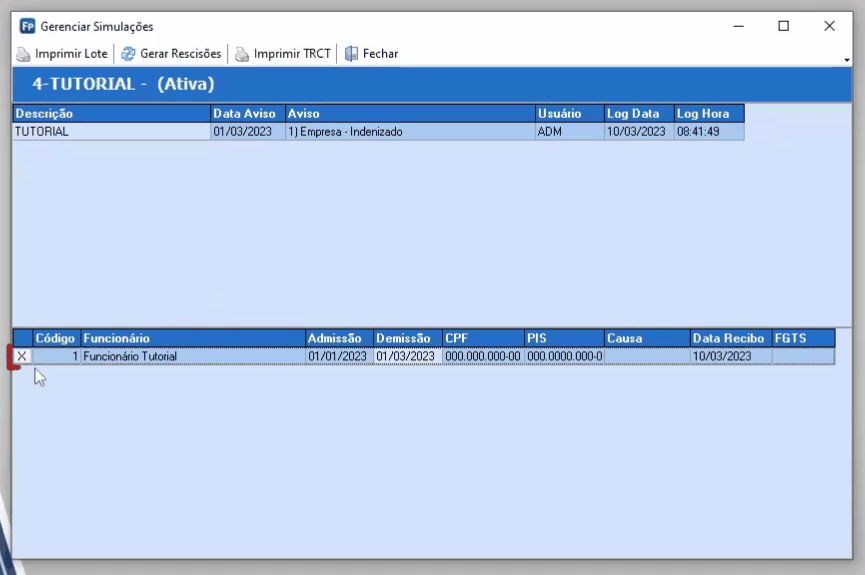 FP Gerenciar Simulações
Imprimir Lote Gerar Rescisões Imprimir TRCT Fechar
4-TUTORIAL - (Ativa)
Descrição Data Aviso Aviso Usuário Log Data Log Hora
TUTORIAL 01/03/2023 1) Empresa - Indenizado ADM 10/03/2023 08:41:49
Código Funcionário Admissão Demissão CPF PIS Causa Data Recibo FGTS
X 1 Funcionário Tutorial 01/01/2023 01/03/2023 000.000.000-00 000.0000.000-0 10/03/2023